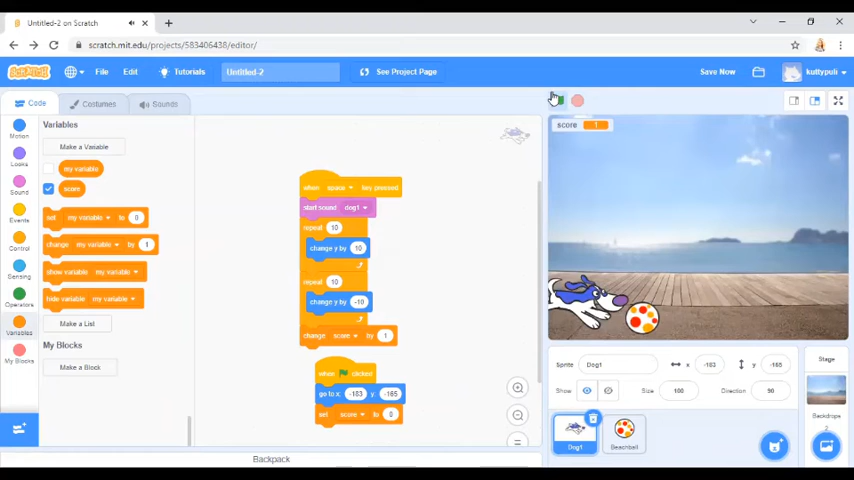 Untitled-2 on Scratch
scratch.mit.edu/projects/583406438/editor/
SCRATCH File Edit Tutorials Untitled-2 See Project Page Save Now kuttypuli
Code Costumes Sounds
Variables
Make a Variable
my variable
score
set my variable to 0
change my variable by 1
show variable my variable
hide variable my variable
Make a List
My Blocks
Make a Block
Motion
Looks
Sound
Events
Control
Sensing
Operators
Variables
My Blocks
when space key pressed
start sound dog1
repeat 10
change y by 10
repeat 10
change y by -10
change score by 1
when clicked
go to x: -183 y: -165
set score to 0
Backpack
score 1
Sprite Dog1 x -183 y -165
Show Size 100 Direction 90
Dog1
Beachball
Stage
Backdrops
2